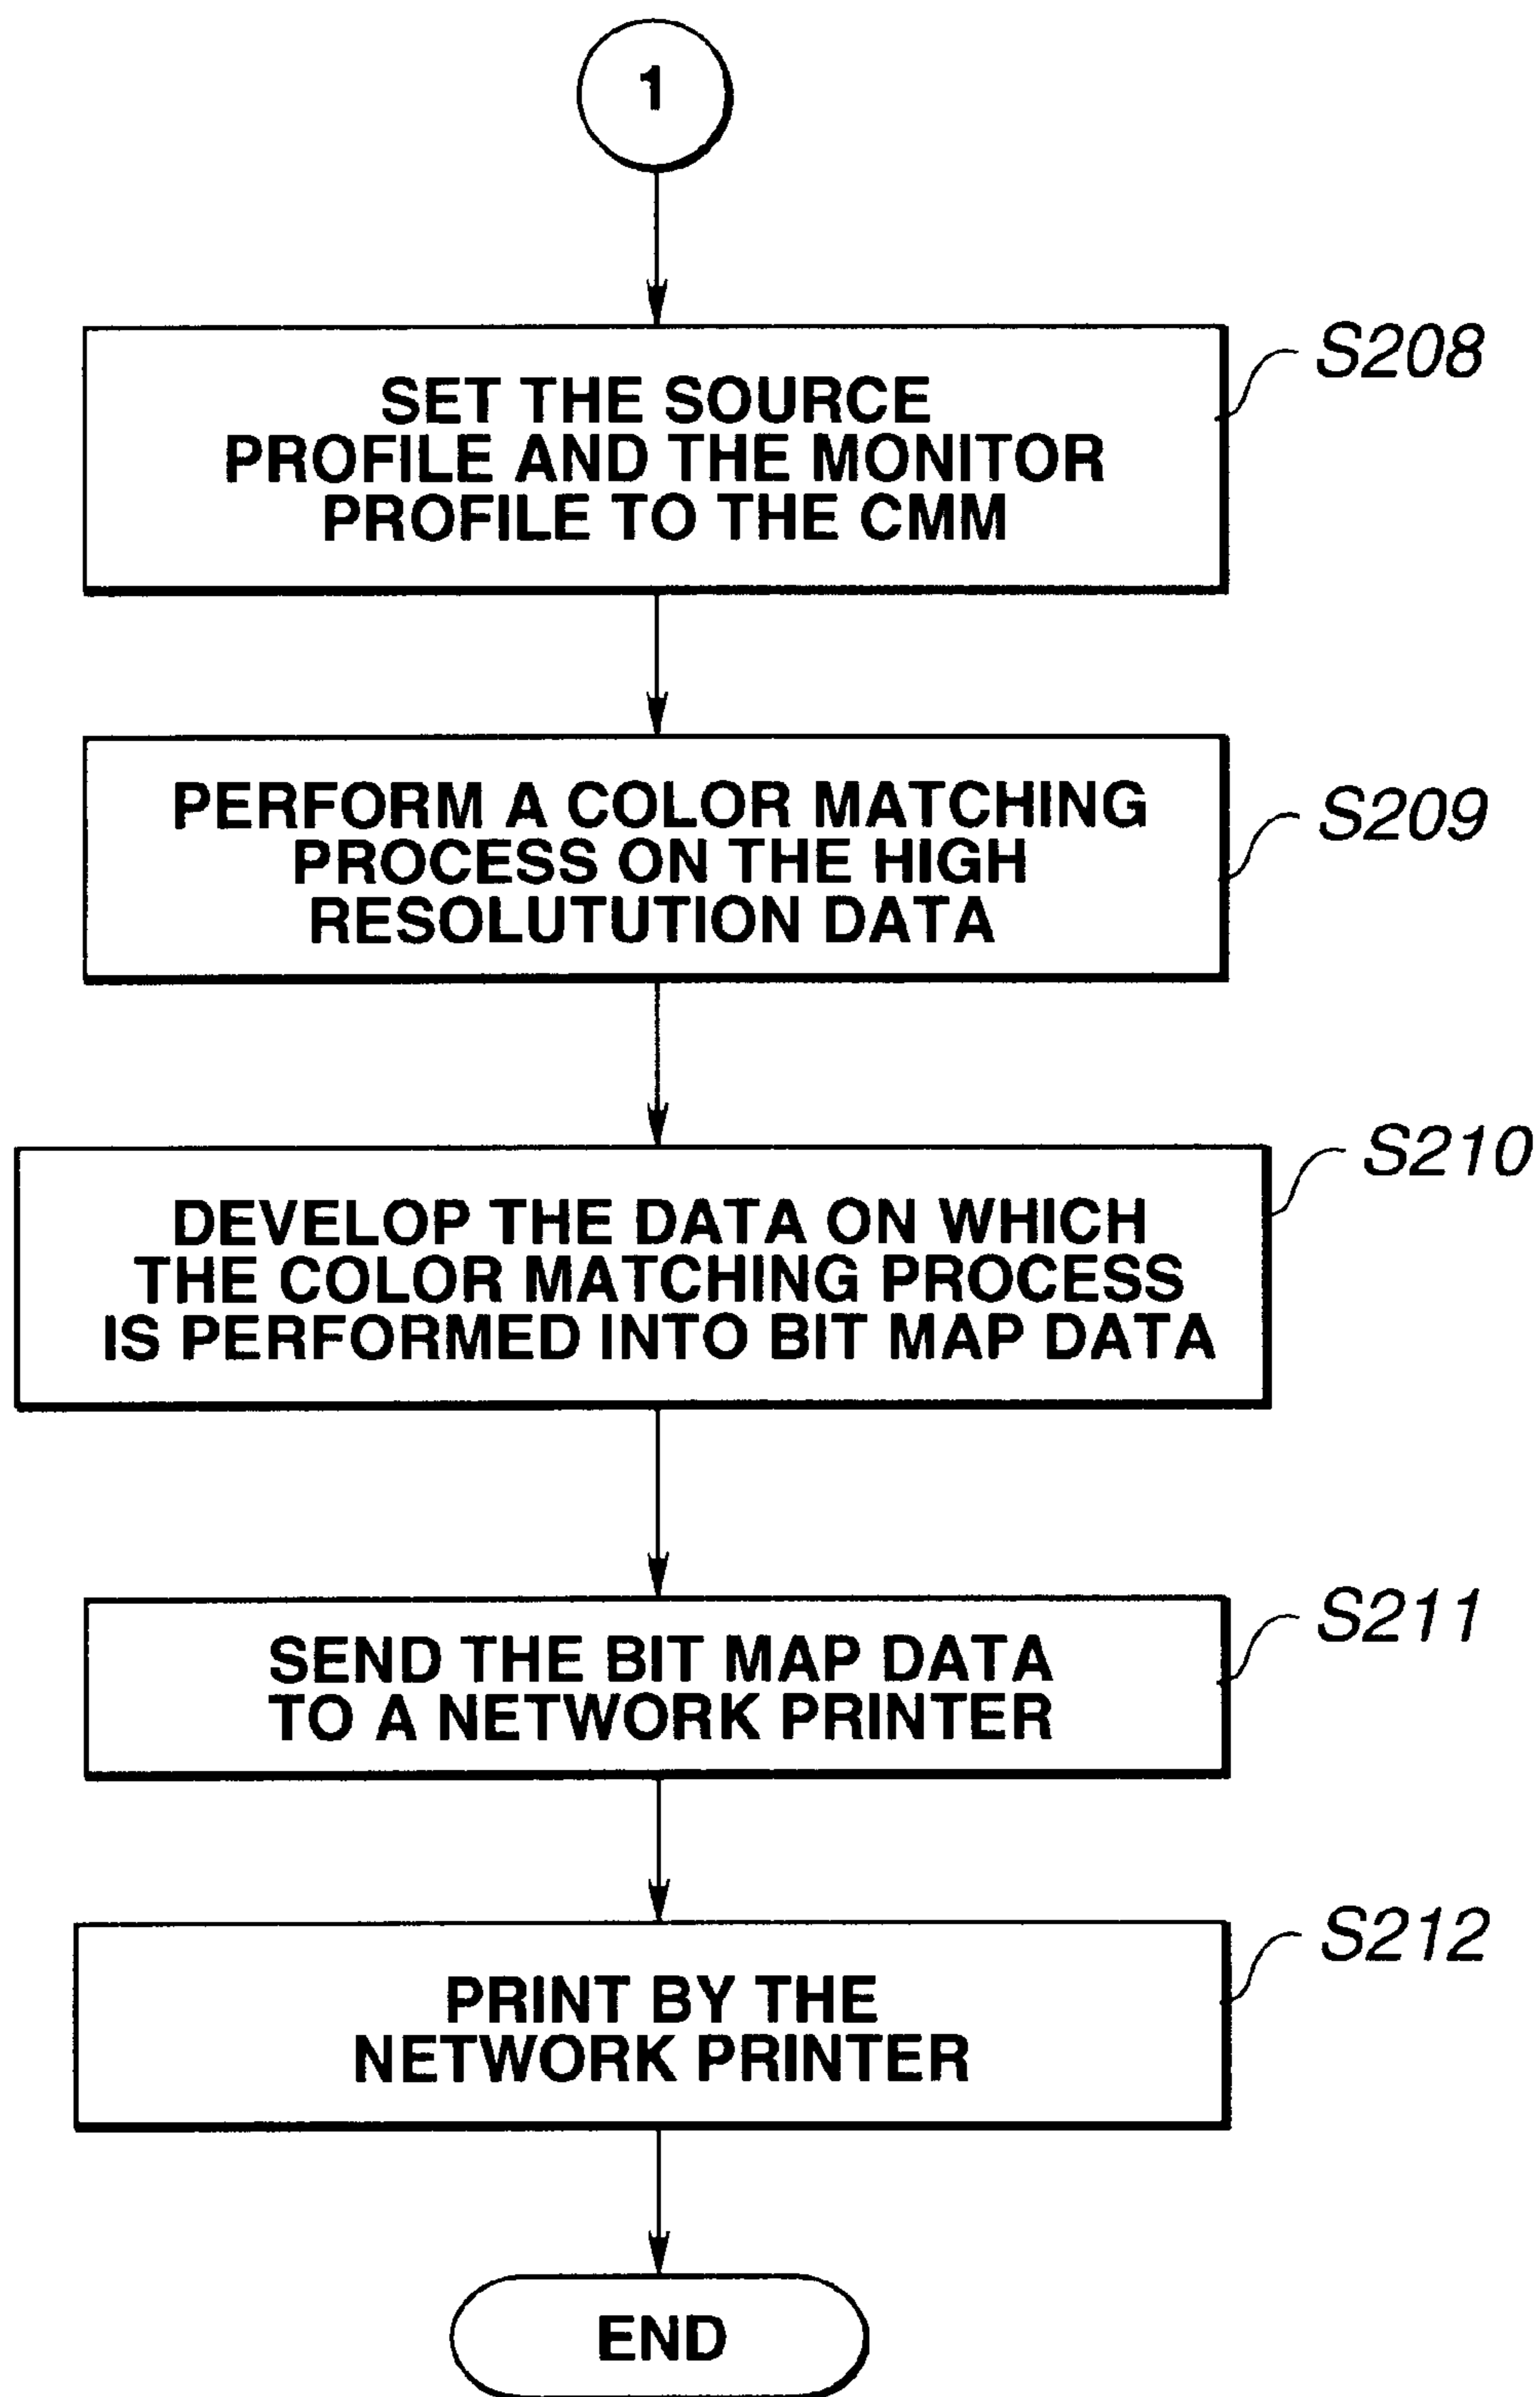 1
S208
SET THE SOURCE
PROFILE AND THE MONITOR
PROFILE TO THE CMM
S209
PERFORM A COLOR MATCHING
PROCESS ON THE HIGH
RESOLUTUTION DATA
S210
DEVELOP THE DATA ON WHICH
THE COLOR MATCHING PROCESS
IS PERFORMED INTO BIT MAP DATA
S211
SEND THE BIT MAP DATA
TO A NETWORK PRINTER
S212
PRINT BY THE
NETWORK PRINTER
END